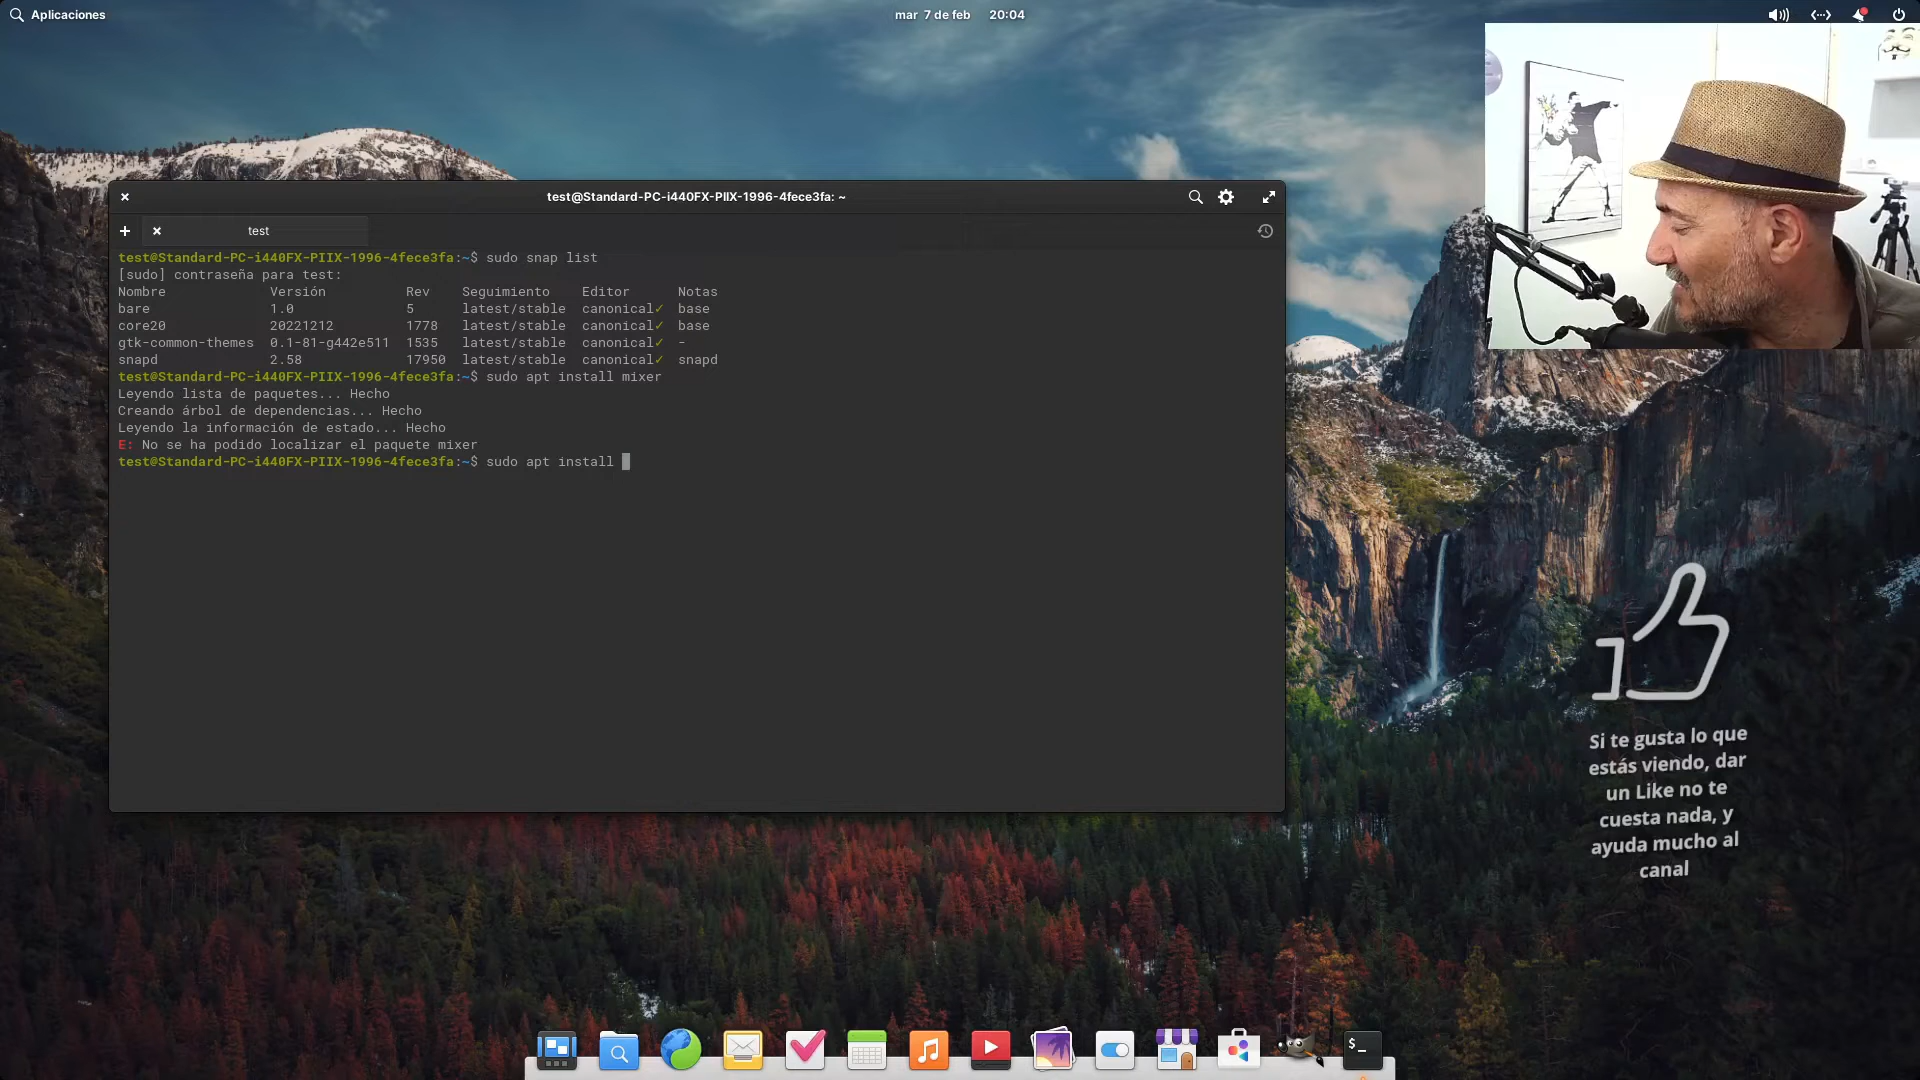 Aplicaciones
mar 7 de feb 20:04
test@Standard-PC-i440FX-PIIX-1996-4fece3fa: ~
test
test@Standard-PC-i440FX-PIIX-1996-4fece3fa:~$ sudo snap list
[sudo] contraseña para test:
Nombre Versión Rev Seguimiento Editor Notas
bare 1.0 5 latest/stable canonical✓ base
core20 20221212 1778 latest/stable canonical✓ base
gtk-common-themes 0.1-81-g442e511 1535 latest/stable canonical✓ -
snapd 2.58 17950 latest/stable canonical✓ snapd
test@Standard-PC-i440FX-PIIX-1996-4fece3fa:~$ sudo apt install mixer
Leyendo lista de paquetes... Hecho
Creando árbol de dependencias... Hecho
Leyendo la información de estado... Hecho
E: No se ha podido localizar el paquete mixer
test@Standard-PC-i440FX-PIIX-1996-4fece3fa:~$ sudo apt install
Si te gusta lo que
estás viendo, dar
un Like no te
cuesta nada, y
ayuda mucho al
canal
$_